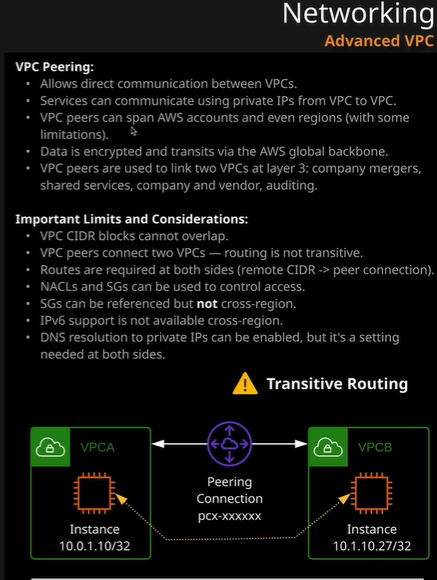 Networking
Advanced VPC
VPC Peering:
• Allows direct communication between VPCs.
• Services can communicate using private IPs from VPC to VPC.
• VPC peers can span AWS accounts and even regions (with some
limitations).
• Data is encrypted and transits via the AWS global backbone.
• VPC peers are used to link two VPCs at layer 3: company mergers,
shared services, company and vendor, auditing.
Important Limits and Considerations:
• VPC CIDR blocks cannot overlap.
• VPC peers connect two VPCs — routing is not transitive.
• Routes are required at both sides (remote CIDR -> peer connection).
• NACLs and SGs can be used to control access.
• SGs can be referenced but not cross-region.
• IPv6 support is not available cross-region.
• DNS resolution to private IPs can be enabled, but it's a setting
needed at both sides.
Transitive Routing
VPCA
VPCB
Peering
Connection
pcx-xxxxxx
Instance
10.0.1.10/32
Instance
10.1.10.27/32